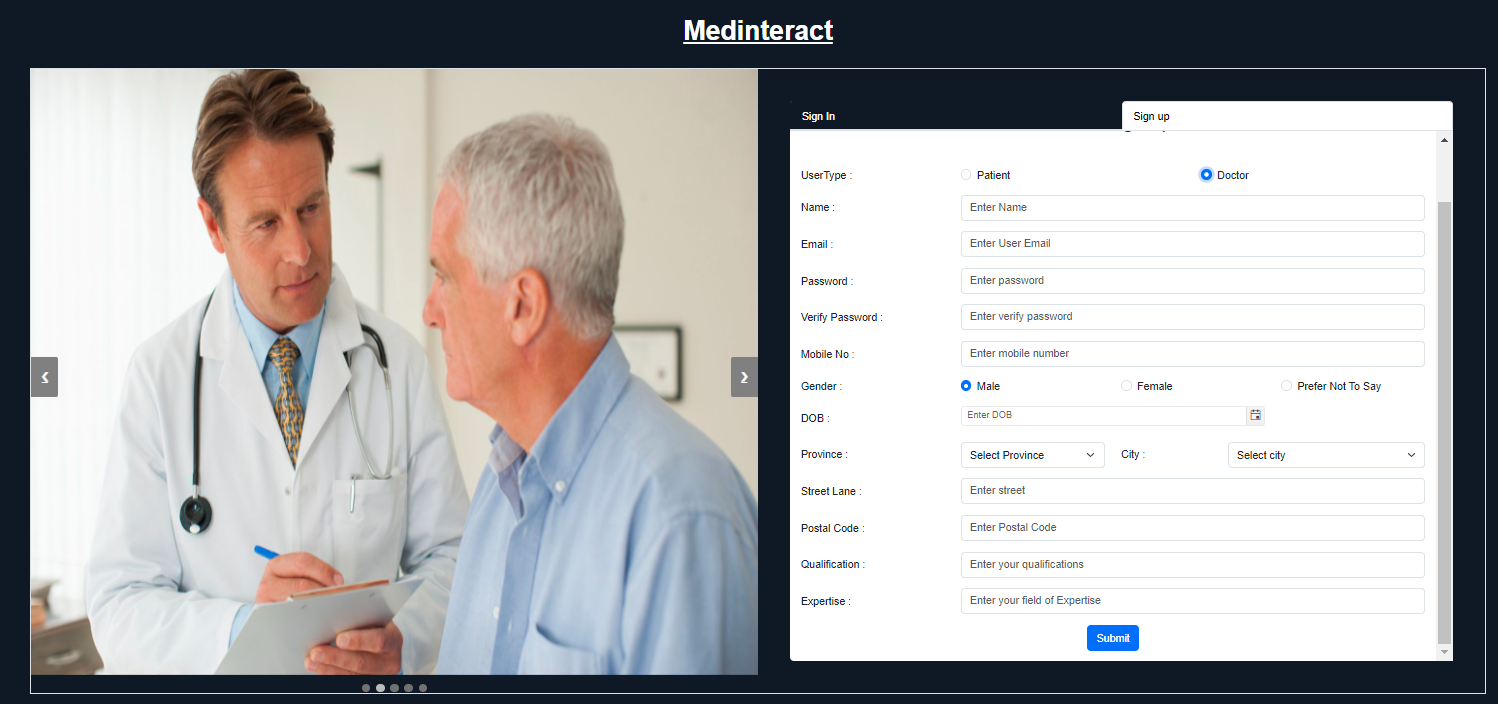 Medinteract
Sign In
Sign up
UserType :
Patient
Doctor
Name :
Enter Name
Email :
Enter User Email
Password :
Enter password
Verify Password :
Enter verify password
Mobile No :
Enter mobile number
Gender :
Male
Female
Prefer Not To Say
DOB :
Enter DOB
Province :
Select Province
City :
Select city
Street Lane :
Enter street
Postal Code :
Enter Postal Code
Qualification :
Enter your qualifications
Expertise :
Enter your field of Expertise
Submit